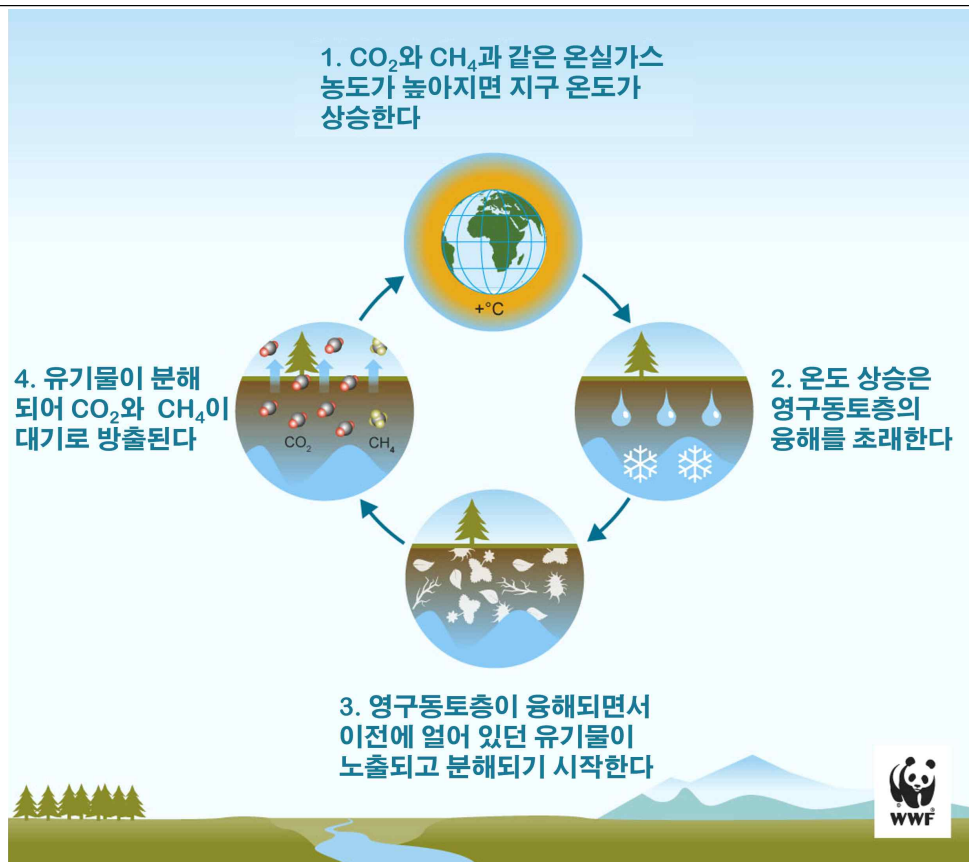 1. CO₂와 CH₄과 같은 온실가스
농도가 높아지면 지구 온도가
상승한다
+°C
2. 온도 상승은
영구동토층의
융해를 초래한다
3. 영구동토층이 융해되면서
이전에 얼어 있던 유기물이
노출되고 분해되기 시작한다
4. 유기물이 분해
되어 CO₂와 CH₄이
대기로 방출된다
CO₂
CH₄
WWF